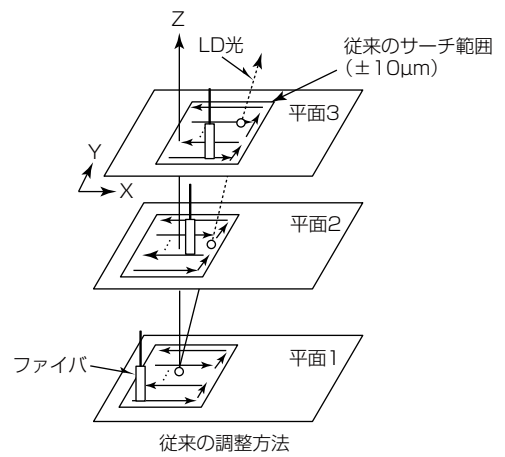 Z
LD光
従来のサーチ範囲
(±10μm)
平面3
Y
X
平面2
ファイバ
平面1
従来の調整方法